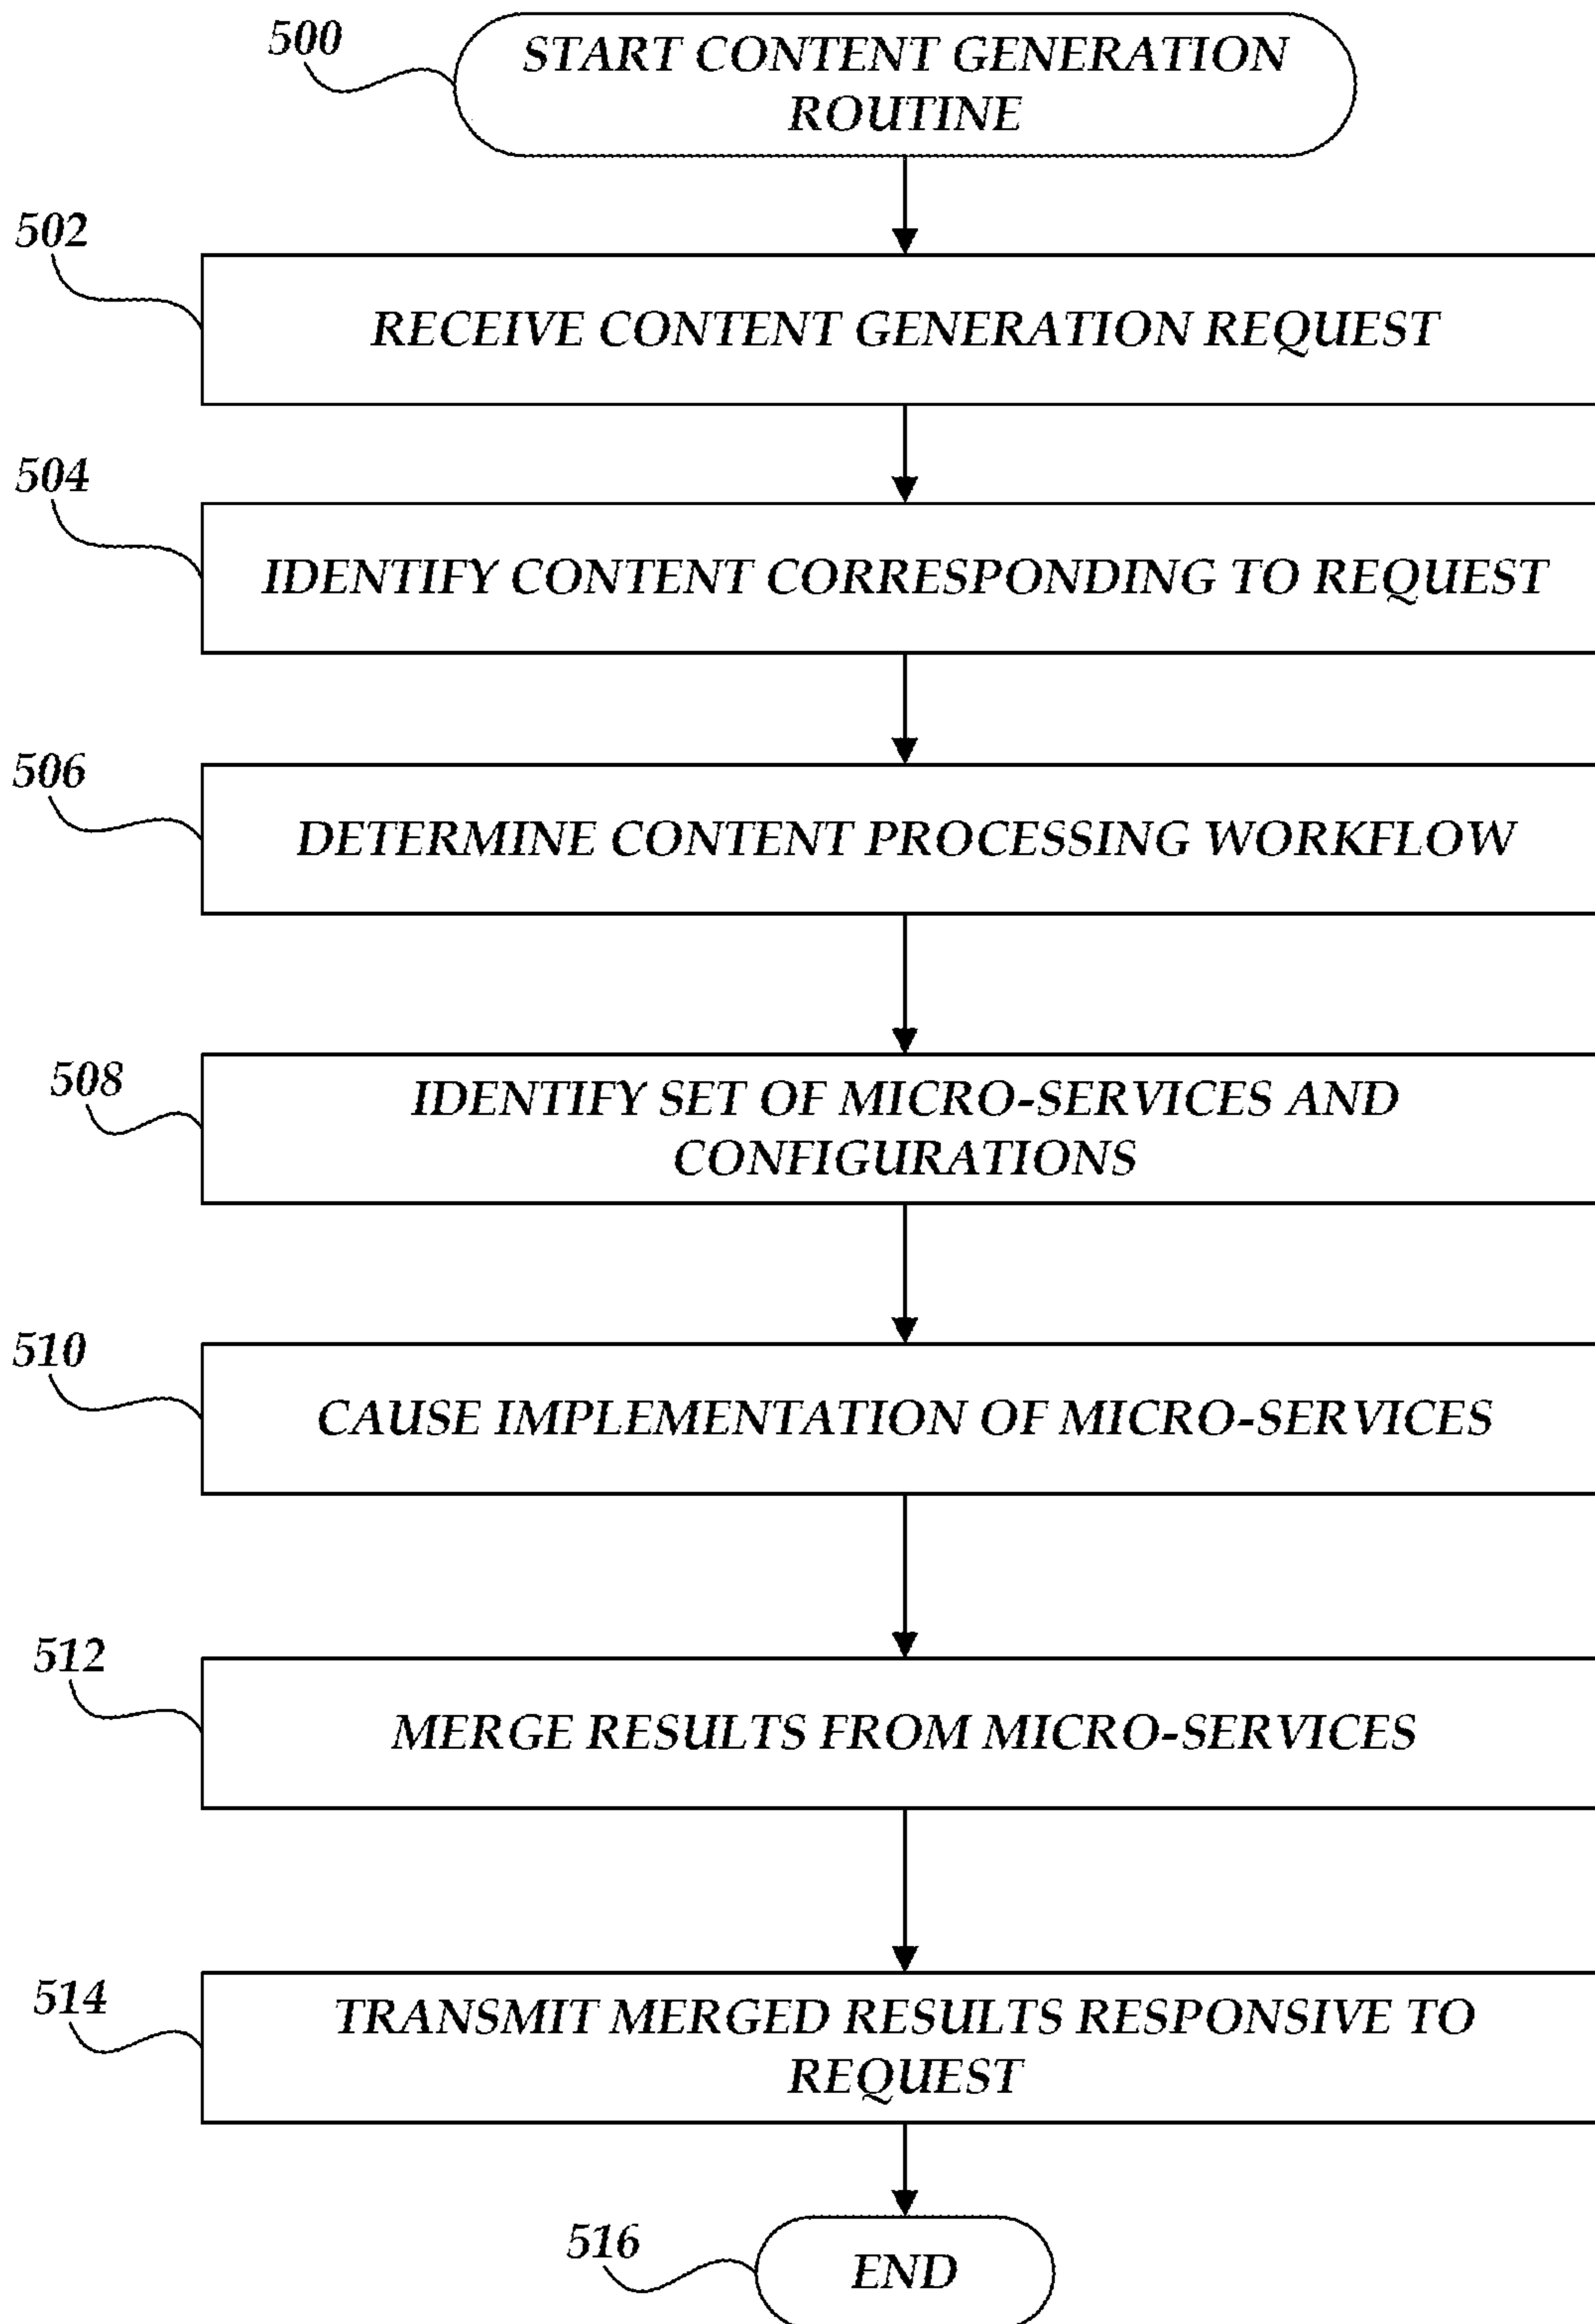 500
START CONTENT GENERATION
ROUTINE
502
RECEIVE CONTENT GENERATION REQUEST
504
IDENTIFY CONTENT CORRESPONDING TO REQUEST
506
DETERMINE CONTENT PROCESSING WORKFLOW
508
IDENTIFY SET OF MICRO-SERVICES AND
CONFIGURATIONS
510
CAUSE IMPLEMENTATION OF MICRO-SERVICES
512
MERGE RESULTS FROM MICRO-SERVICES
514
TRANSMIT MERGED RESULTS RESPONSIVE TO
REQUEST
516
END